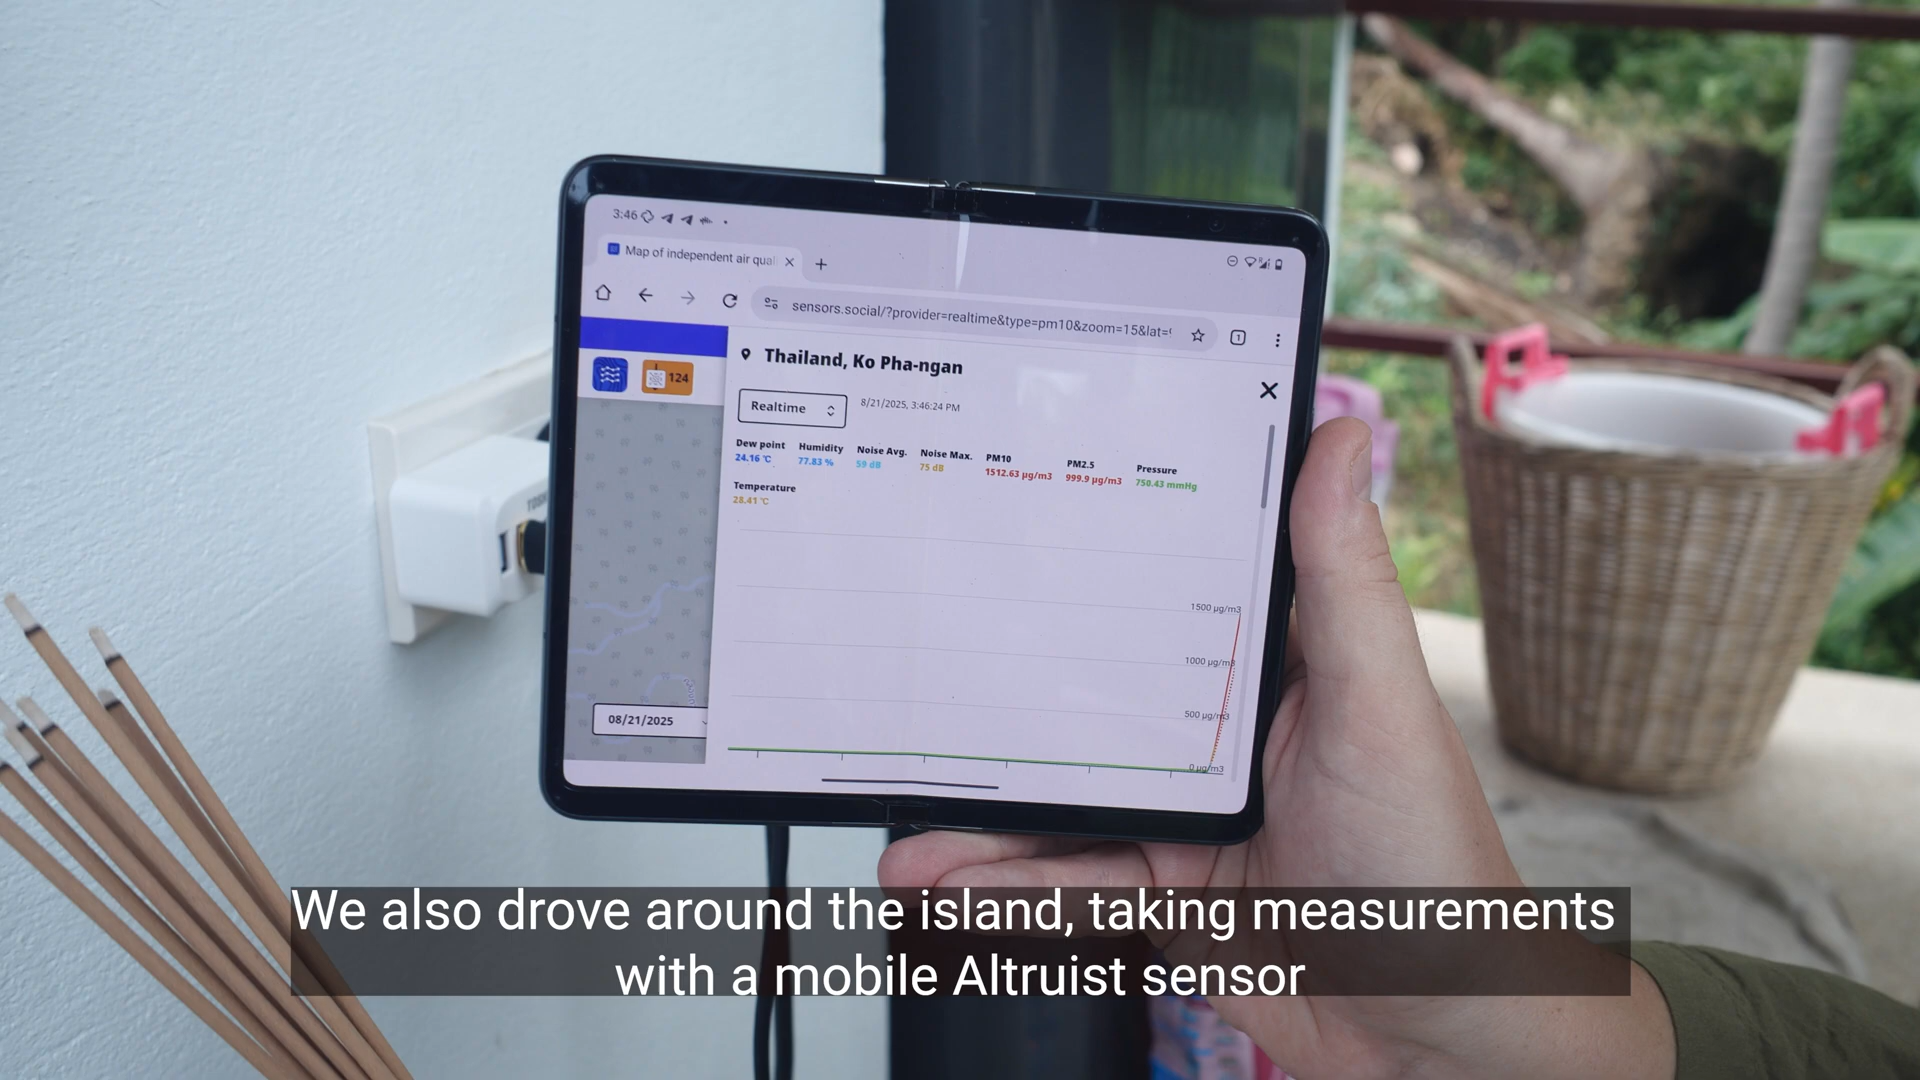 3:46
Map of independent air qual
sensors.social/?provider=realtime&type=pm10&zoom=15&lat=
1
124
Thailand, Ko Pha-ngan
Realtime
8/21/2025, 3:46:24 PM
Dew point Humidity Noise Avg. Noise Max. PM10 PM2.5 Pressure
24.16 °C 77.83 % 59 dB 75 dB 1512.63 µg/m3 999.9 µg/m3 750.43 mmHg
Temperature
28.41 °C
1500 µg/m3
1000 µg/m3
500 µg/m3
0 µg/m3
08/21/2025
We also drove around the island, taking measurements
with a mobile Altruist sensor